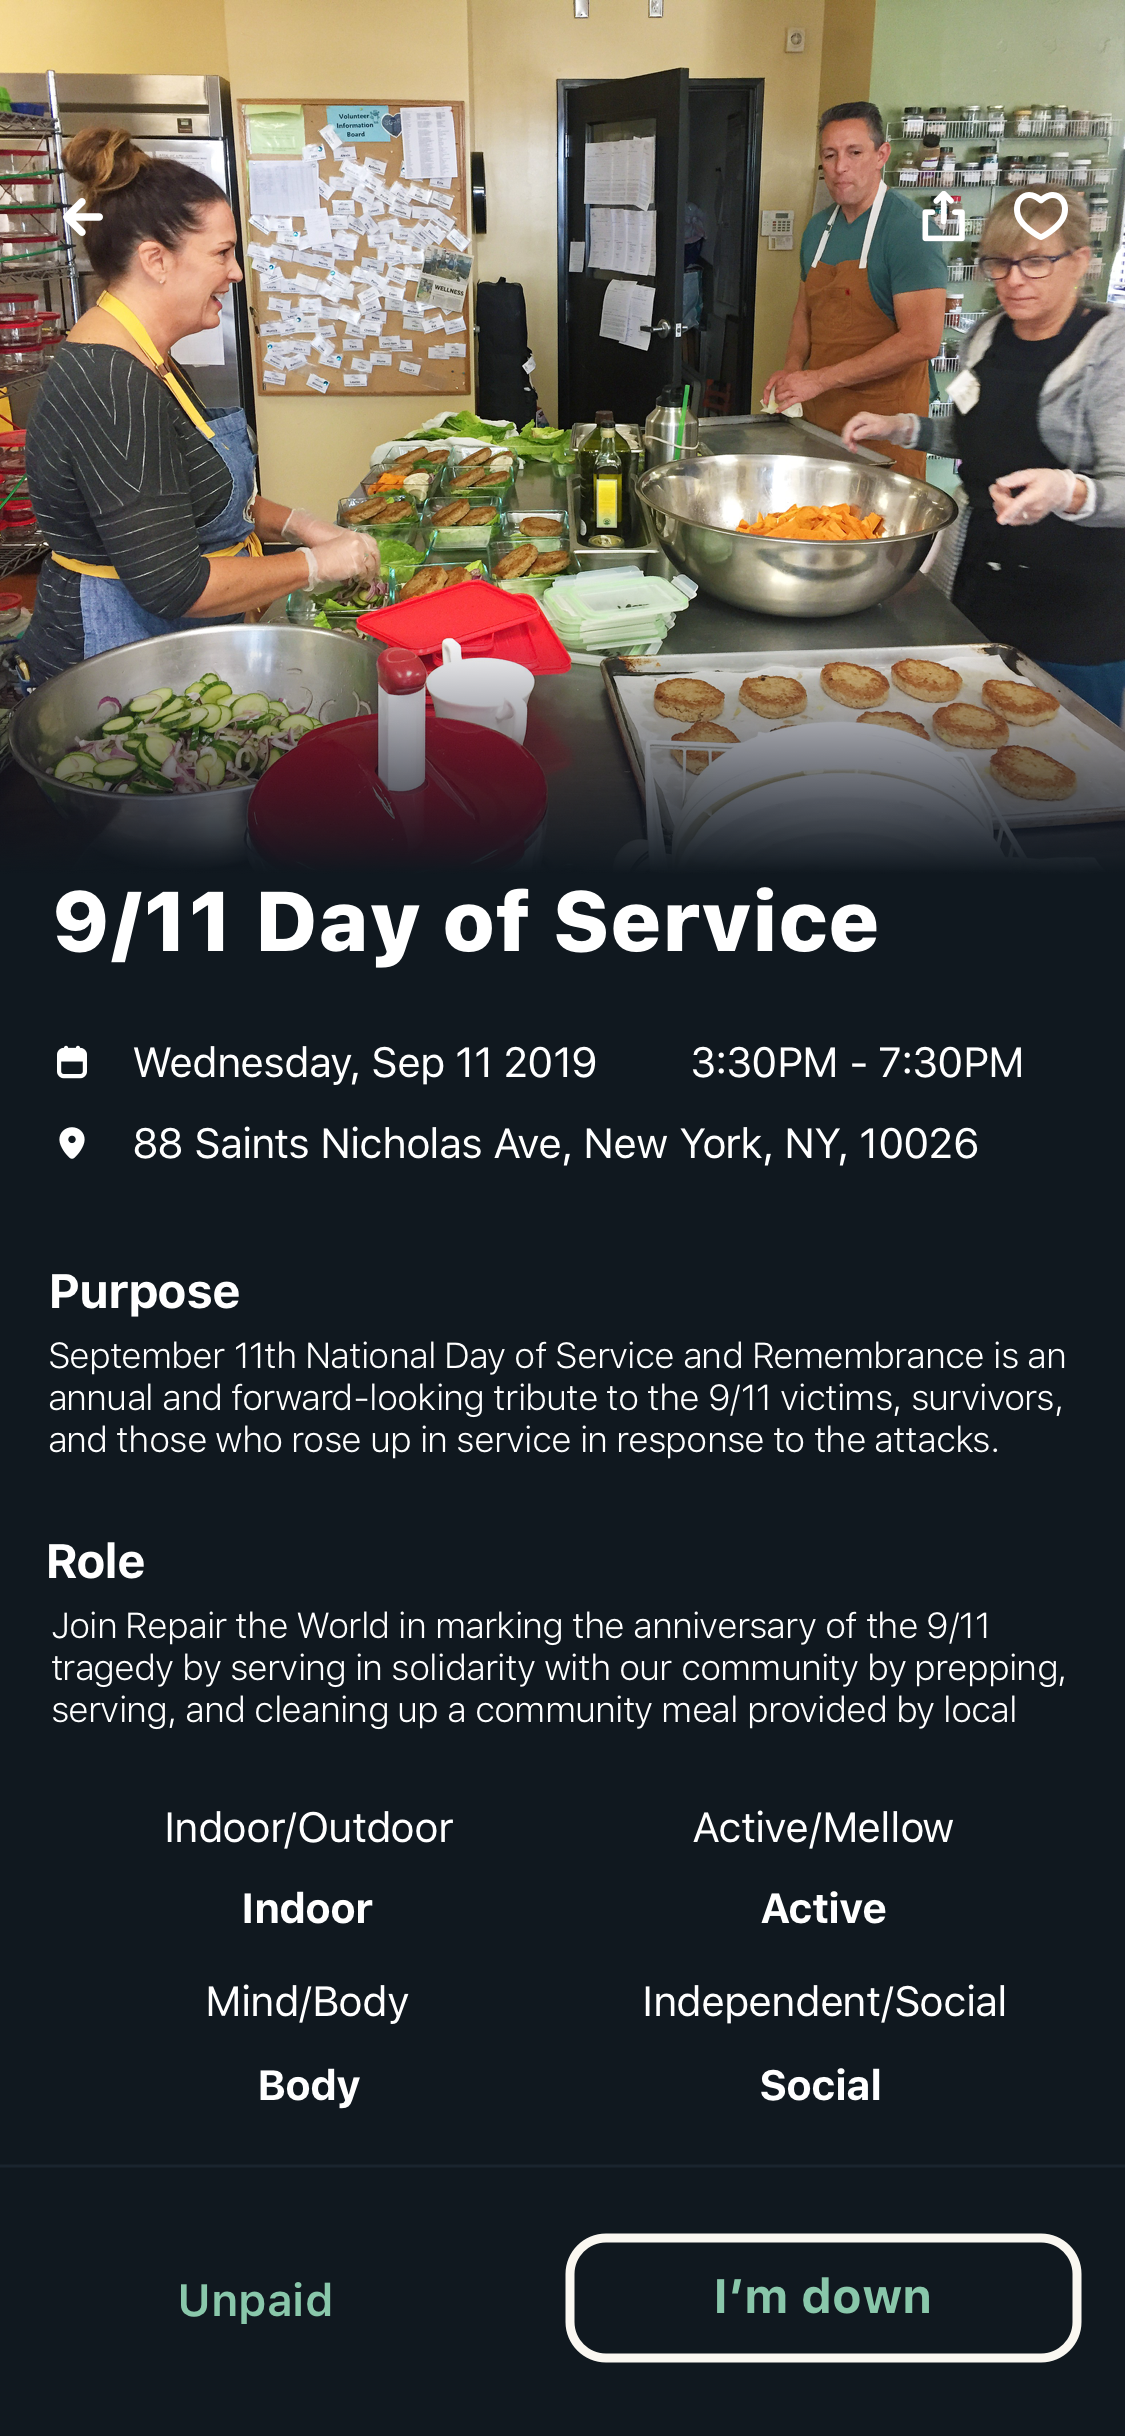 Volunteer
Information
Board
WELLNESS
9/11 Day of Service
Wednesday, Sep 11 2019 3:30PM - 7:30PM
88 Saints Nicholas Ave, New York, NY, 10026
Purpose
September 11th National Day of Service and Remembrance is an
annual and forward-looking tribute to the 9/11 victims, survivors,
and those who rose up in service in response to the attacks.
Role
Join Repair the World in marking the anniversary of the 9/11
tragedy by serving in solidarity with our community by prepping,
serving, and cleaning up a community meal provided by local
Indoor/Outdoor Active/Mellow
Indoor Active
Mind/Body Independent/Social
Body Social
Unpaid I’m down